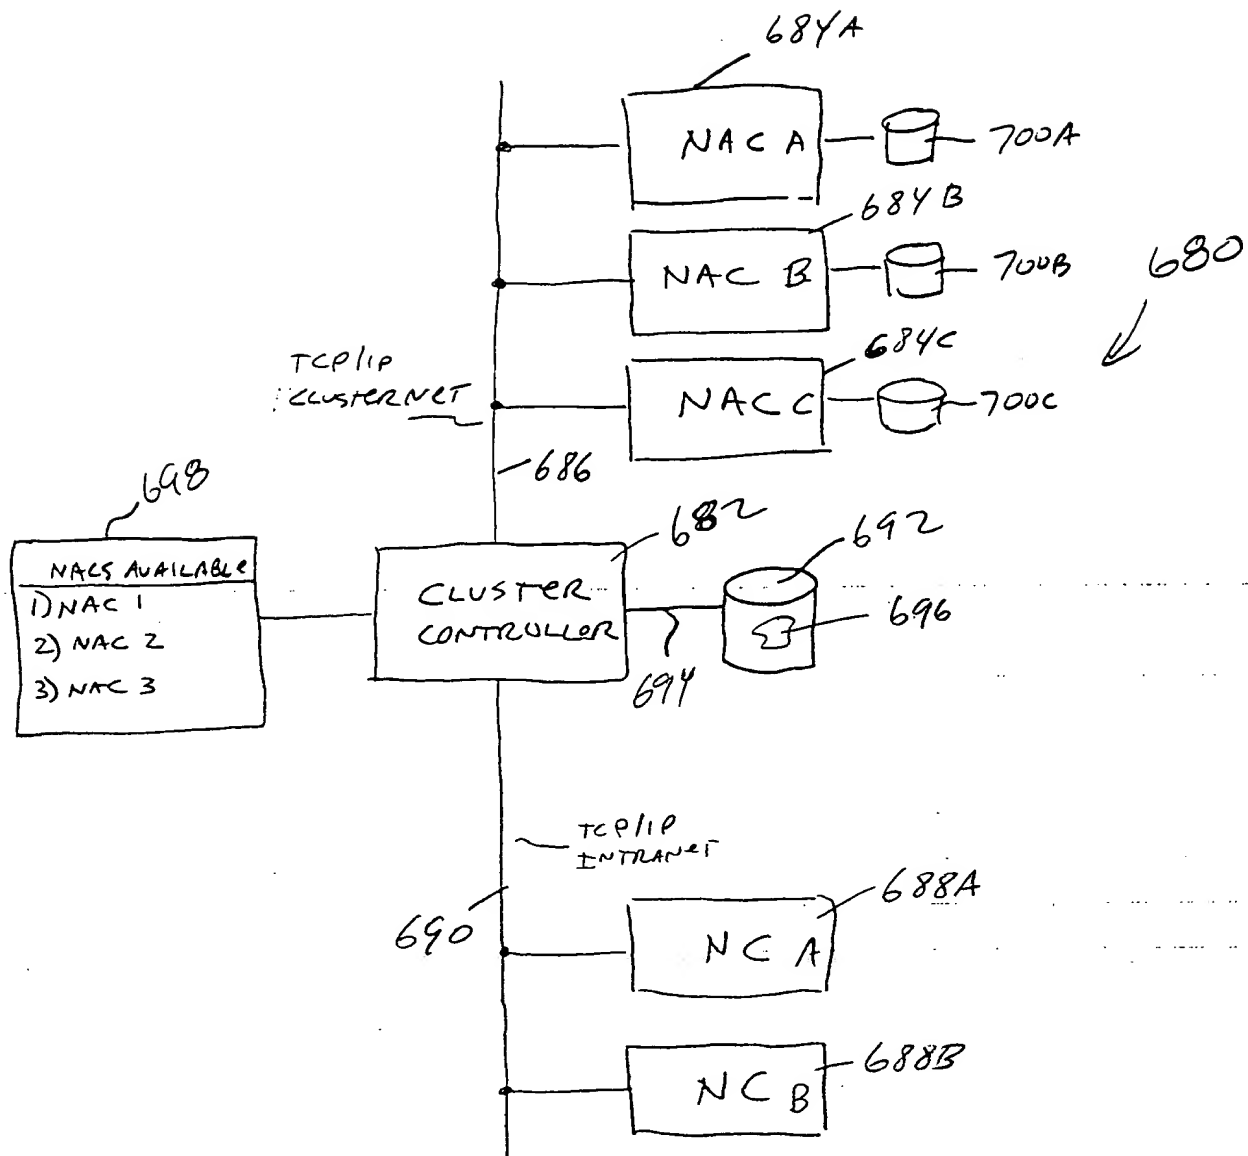 684A
NAC A
700A
684B
NAC B
700B
680
684C
NAC C
700C
TCP/IP
CLUSTERNET
686
698
682
692
NACS AVAILABLE
1) NAC 1
2) NAC 2
3) NAC 3
CLUSTER
CONTROLLER
696
694
TCP/IP
INTRANET
690
688A
NC A
688B
NC B